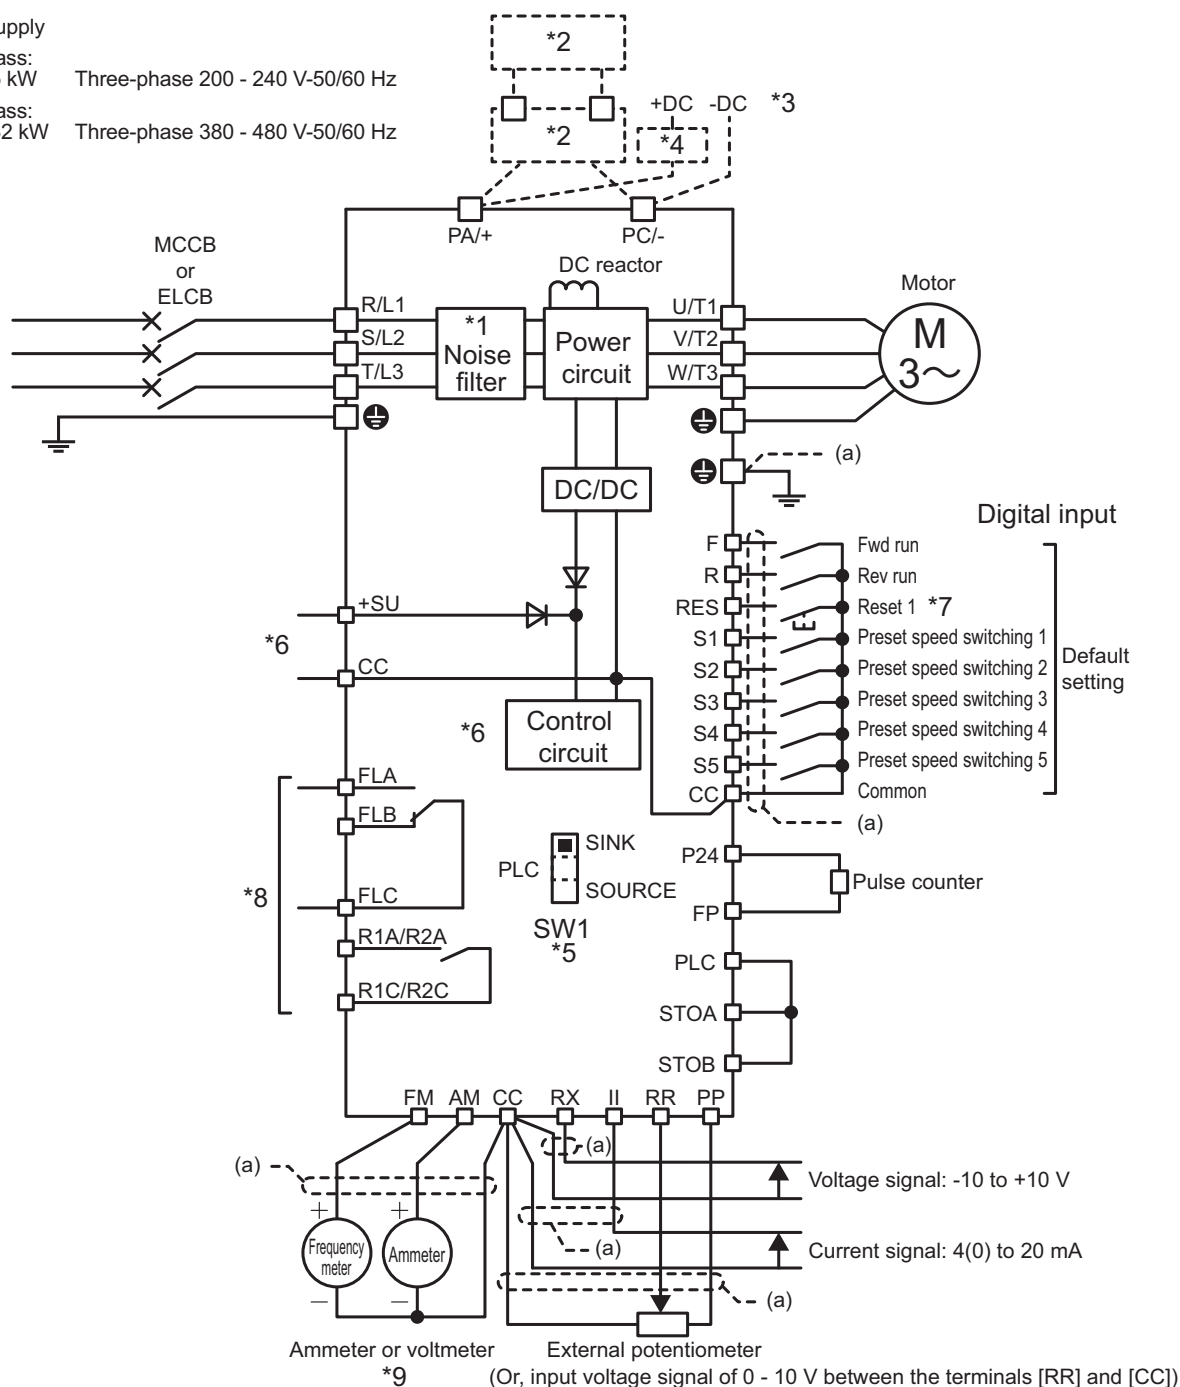 upply
ass:
kW Three-phase 200 - 240 V-50/60 Hz
ass:
2 kW Three-phase 380 - 480 V-50/60 Hz
*2
*2
+DC -DC *3
*4
PA/+ PC/-
DC reactor
MCCB
or
ELCB
R/L1
S/L2
T/L3
*1
Noise
filter
Power
circuit
U/T1
V/T2
W/T3
Motor
M
3～
(a)
DC/DC
Digital input
F Fwd run
R Rev run
RES Reset 1 *7
S1 Preset speed switching 1
S2 Preset speed switching 2
S3 Preset speed switching 3
S4 Preset speed switching 4
S5 Preset speed switching 5
CC Common
Default
setting
(a)
+SU
*6
CC
*6
Control
circuit
FLA
FLB
*8
FLC
R1A/R2A
R1C/R2C
SINK
PLC
SOURCE
SW1
*5
P24
Pulse counter
FP
PLC
STOA
STOB
FM AM CC RX II RR PP
(a)
(a)
Voltage signal: -10 to +10 V
(a)
Current signal: 4(0) to 20 mA
(a)
+ +
Frequency
meter
Ammeter
— —
Ammeter or voltmeter
*9
External potentiometer
(Or, input voltage signal of 0 - 10 V between the terminals [RR] and [CC])